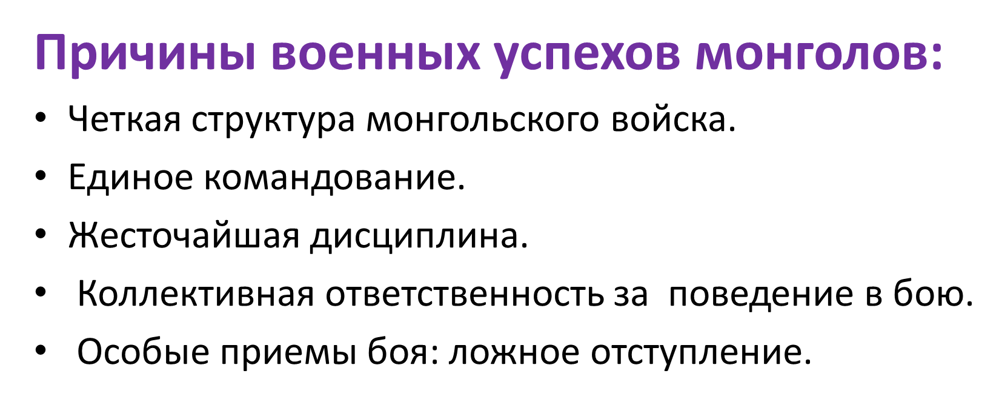 Причины военных успехов монголов:
• Четкая структура монгольского войска.
• Единое командование.
• Жесточайшая дисциплина.
• Коллективная ответственность за поведение в бою.
• Особые приемы боя: ложное отступление.